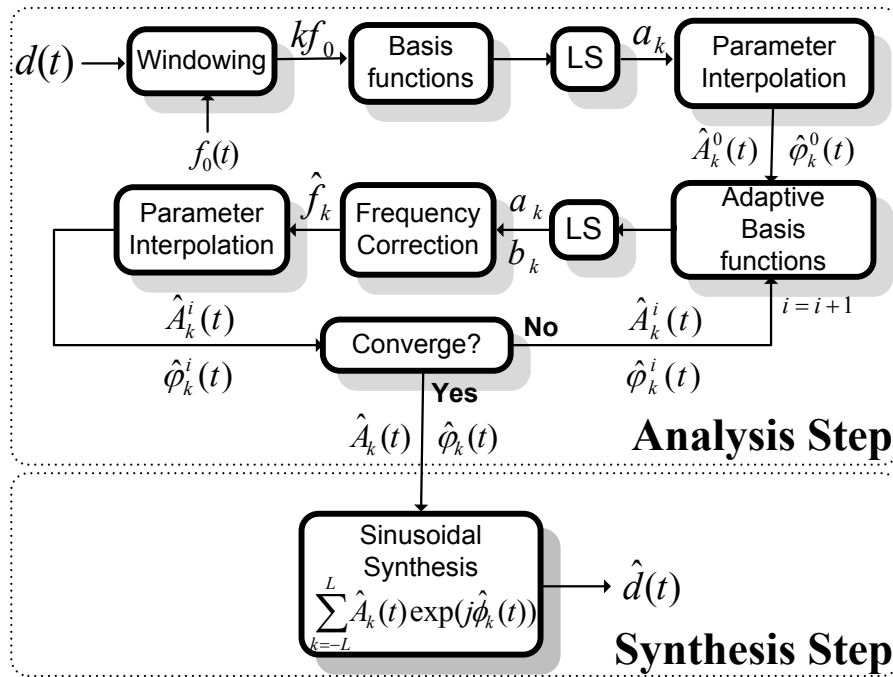 d(t)
Windowing
kf_0
Basis
functions
LS
a_k
Parameter
Interpolation
f_0(t)
Â_k^0(t) φ̂_k^0(t)
Parameter
Interpolation
f̂_k
Frequency
Correction
a_k
b_k
LS
Adaptive
Basis
functions
i = i + 1
Â_k^i(t)
φ̂_k^i(t)
Converge?
No
Â_k^i(t)
φ̂_k^i(t)
Yes
Â_k(t) φ̂_k(t)
Analysis Step
Sinusoidal
Synthesis
∑_{k=-L}^{L} Â_k(t) exp(jϕ̂_k(t))
d̂(t)
Synthesis Step